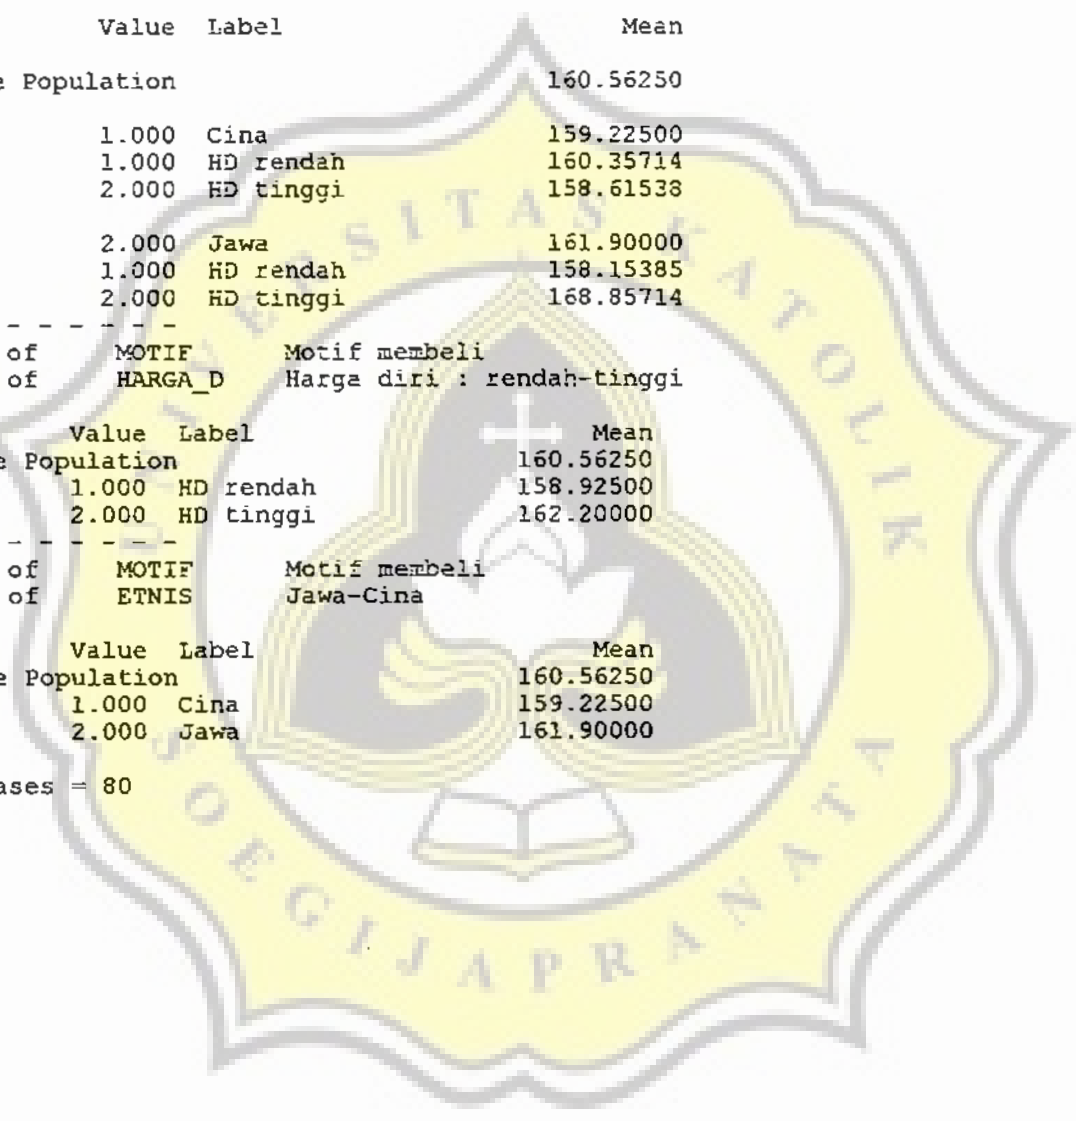 Value Label Mean
e Population 160.56250
1.000 Cina 159.22500
1.000 HD rendah 160.35714
2.000 HD tinggi 158.61538
2.000 Jawa 161.90000
1.000 HD rendah 158.15385
2.000 HD tinggi 168.85714
- - - - - -
of MOTIF Motif membeli
of HARGA_D Harga diri : rendah-tinggi
Value Label Mean
e Population 160.56250
1.000 HD rendah 158.92500
2.000 HD tinggi 162.20000
- - - - - -
of MOTIF Motif membeli
of ETNIS Jawa-Cina
Value Label Mean
e Population 160.56250
1.000 Cina 159.22500
2.000 Jawa 161.90000
ases = 80
UNIVERSITAS KATOLIK
SOEGIJAPRANATA